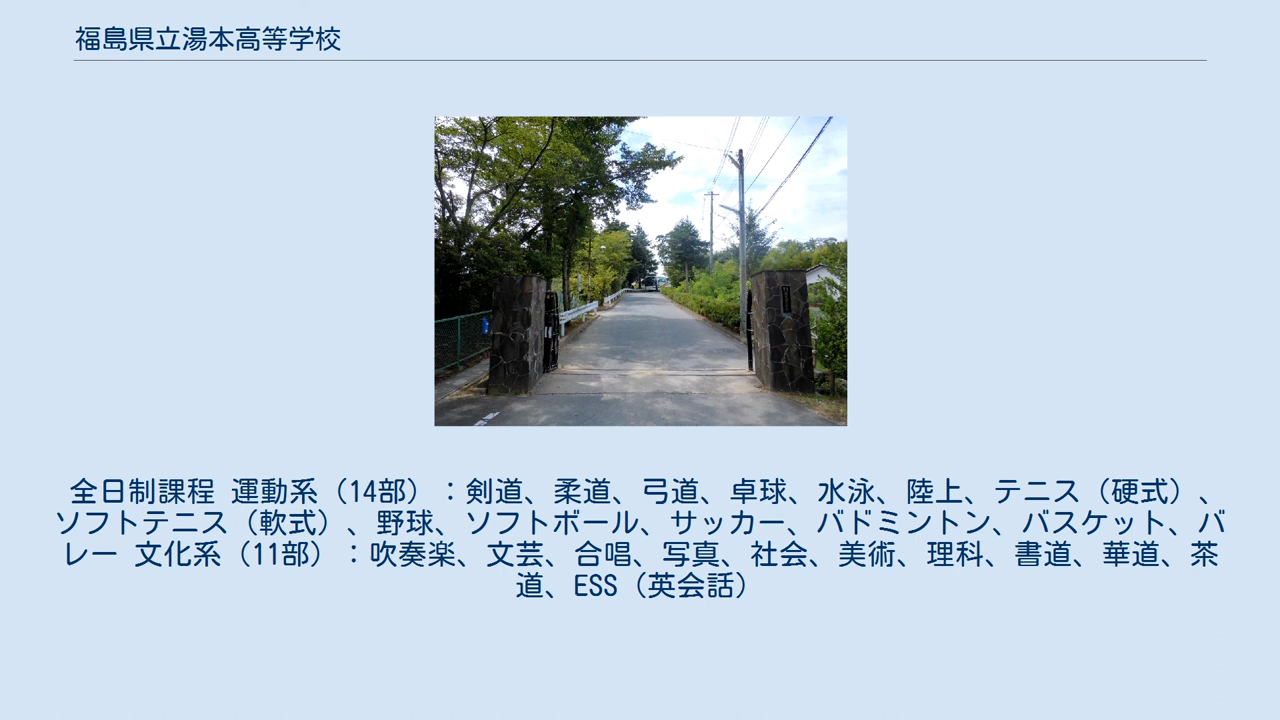 福島県立湯本高等学校
全日制課程 運動系（14部）：剣道、柔道、弓道、卓球、水泳、陸上、テニス（硬式）、
ソフトテニス（軟式）、野球、ソフトボール、サッカー、バドミントン、バスケット、バ
レー 文化系（11部）：吹奏楽、文芸、合唱、写真、社会、美術、理科、書道、華道、茶
道、ESS（英会話）